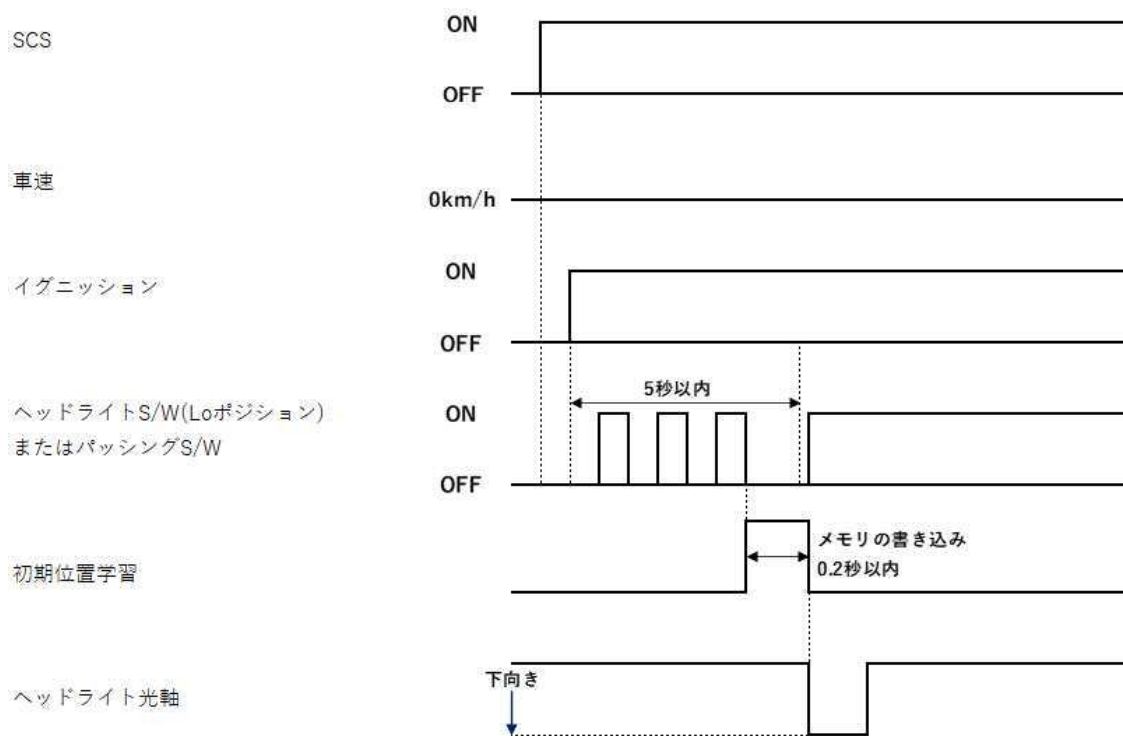 SCS
ON
OFF
車速
0km/h
イグニッション
ON
OFF
ヘッドライトS/W(Loポジション)
またはパッシングS/W
ON
OFF
5秒以内
初期位置学習
メモリの書き込み
0.2秒以内
ヘッドライト光軸
下向き